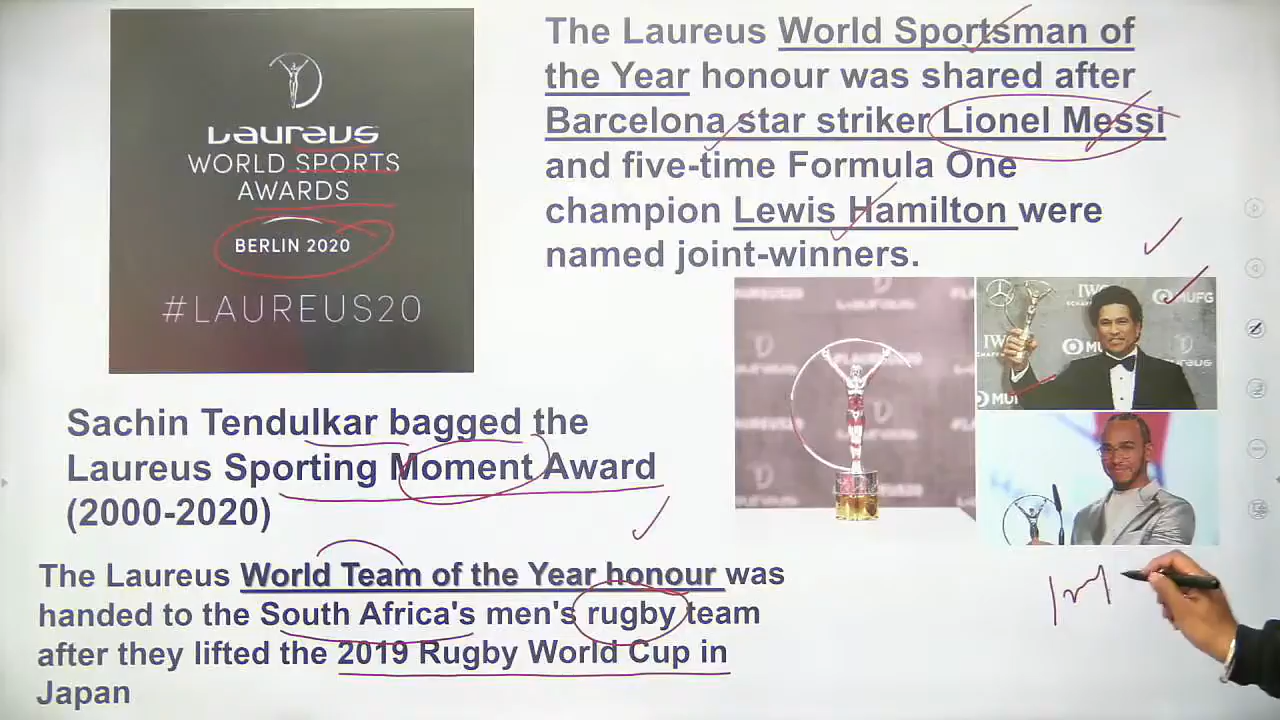 Laureus
WORLD SPORTS
AWARDS
BERLIN 2020
#LAUREUS20
The Laureus World Sportsman of
the Year honour was shared after
Barcelona star striker Lionel Messi
and five-time Formula One
champion Lewis Hamilton were
named joint-winners.
IWC
MUFG
Laureus
Sachin Tendulkar bagged the
Laureus Sporting Moment Award
(2000-2020)
The Laureus World Team of the Year honour was
handed to the South Africa's men's rugby team
after they lifted the 2019 Rugby World Cup in
Japan